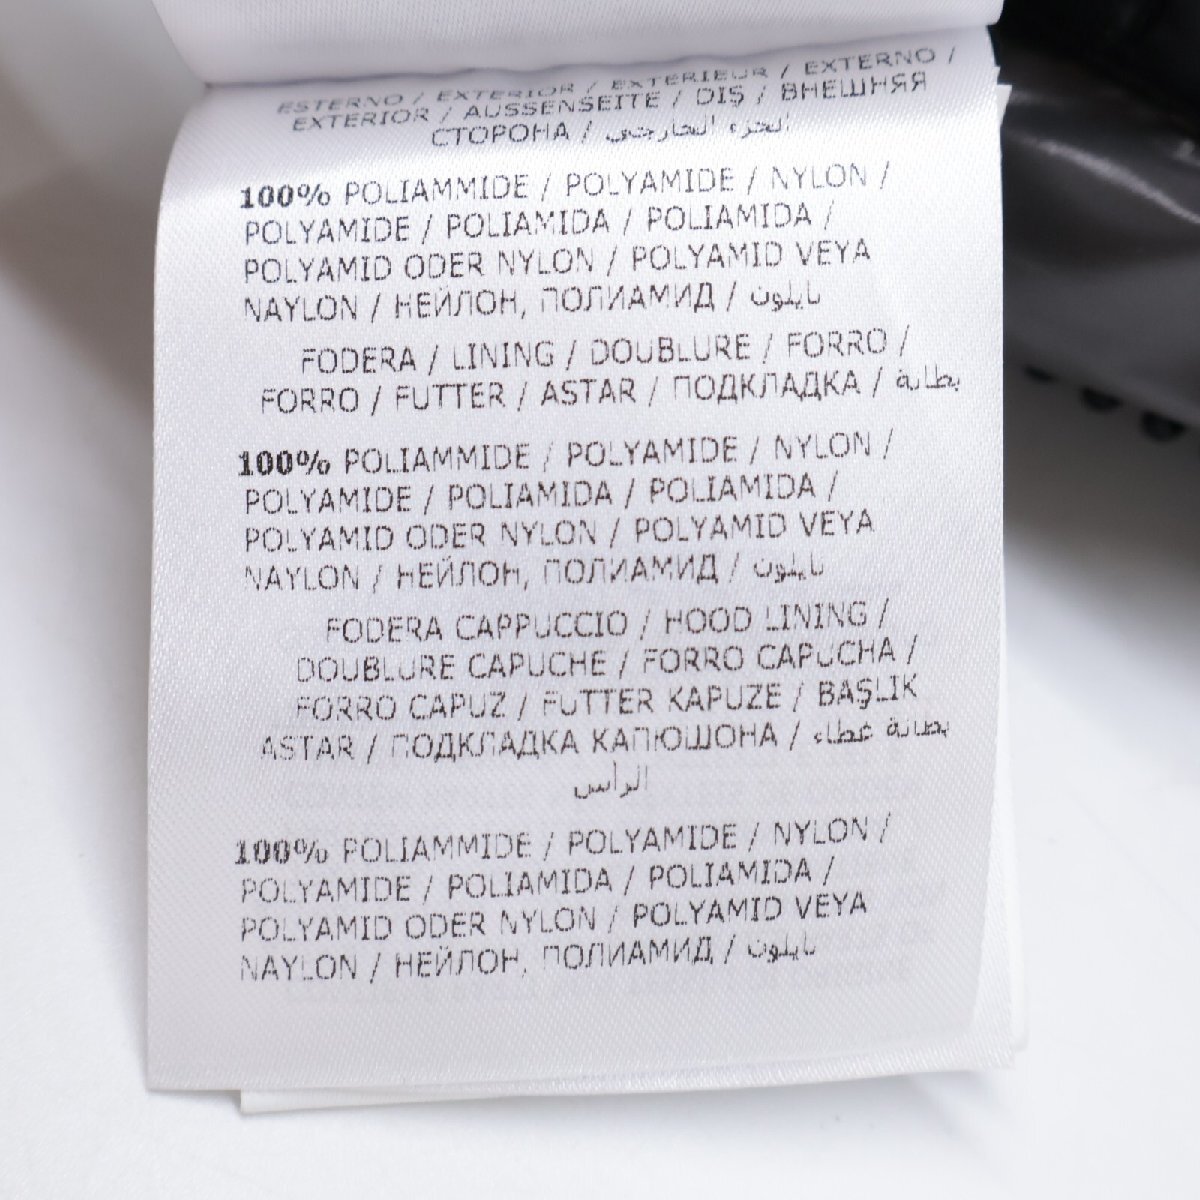 ESTERNO / EXTERIOR / EXTERIEUR / EXTERNO /
EXTERIOR / AUSSENSEITE / DIŞ / ВНЕШНЯЯ
СТОРОНА / الجزء الخارجي
100% POLIAMMIDE / POLYAMIDE / NYLON /
POLYAMIDE / POLIAMIDA / POLIAMIDA /
POLYAMID ODER NYLON / POLYAMID VEYA
NAYLON / НЕЙЛОН, ПОЛИАМИД / نايلون
FODERA / LINING / DOUBLURE / FORRO /
FORRO / FUTTER / ASTAR / ПОДКЛАДКА / بطانة
100% POLIAMMIDE / POLYAMIDE / NYLON /
POLYAMIDE / POLIAMIDA / POLIAMIDA /
POLYAMID ODER NYLON / POLYAMID VEYA
NAYLON / НЕЙЛОН, ПОЛИАМИД / نايلون
FODERA CAPPUCCIO / HOOD LINING /
DOUBLURE CAPUCHE / FORRO CAPUCHA /
FORRO CAPUZ / FUTTER KAPUZE / BAŞLIK
ASTAR / ПОДКЛАДКА КАПЮШОНА / بطانة غطاء
الرأس
100% POLIAMMIDE / POLYAMIDE / NYLON /
POLYAMIDE / POLIAMIDA / POLIAMIDA /
POLYAMID ODER NYLON / POLYAMID VEYA
NAYLON / НЕЙЛОН, ПОЛИАМИД / نايلون